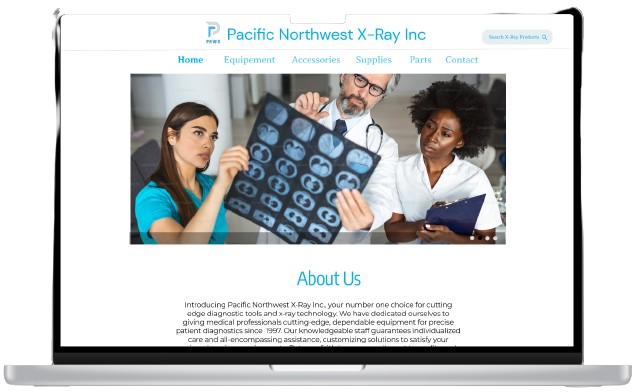 PNWX
Pacific Northwest X-Ray Inc
Search X-Ray Products
Home Equipement Accessories Supplies Parts Contact
About Us
Introducing Pacific Northwest X-Ray Inc., your number one choice for cutting
edge diagnostic tools and x-ray technology. We have dedicated ourselves to
giving medical professionals cutting-edge, dependable equipment for precise
patient diagnostics since 1997. Our knowledgeable staff guarantees individualized
care and all-encompassing assistance, customizing solutions to satisfy your